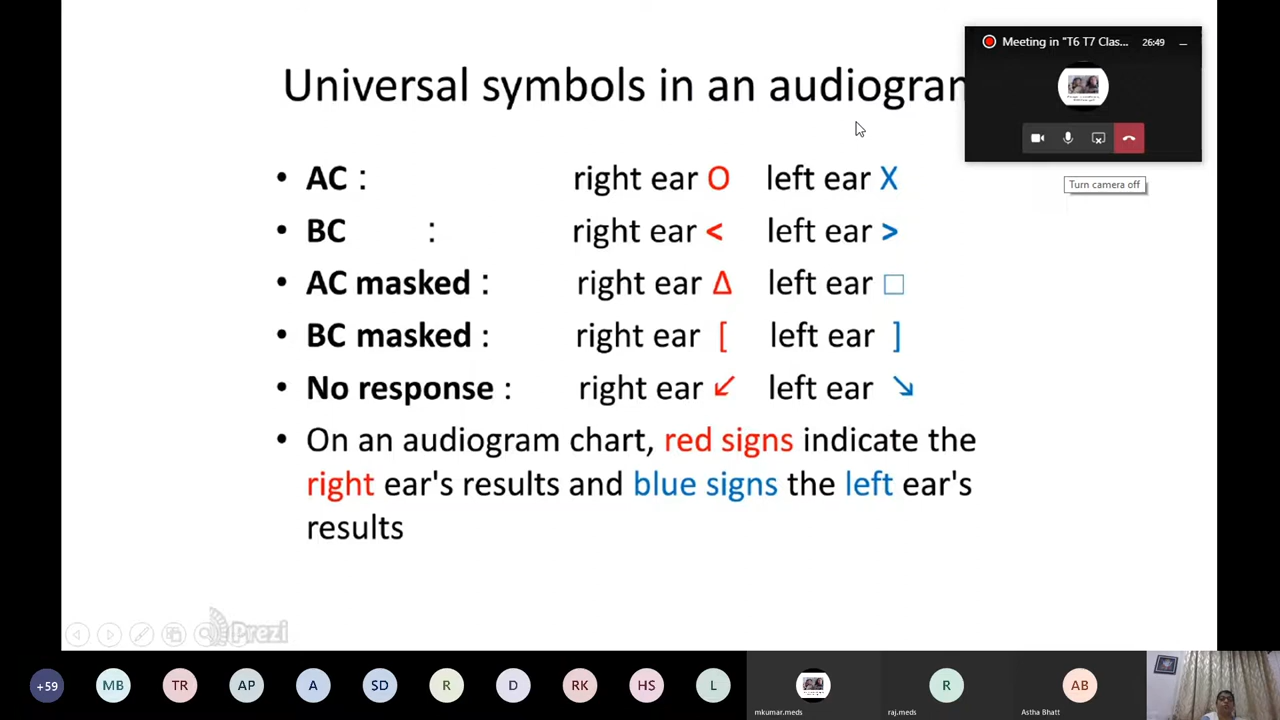 Universal symbols in an audiogram
Meeting in "T6 T7 Clas... 26:49
Turn camera off
• AC : right ear O left ear X
• BC : right ear < left ear >
• AC masked : right ear Δ left ear □
• BC masked : right ear [ left ear ]
• No response : right ear ↙ left ear ↘
• On an audiogram chart, red signs indicate the
right ear's results and blue signs the left ear's
results
Prezi
+59 MB TR AP A SD R D RK HS L R AB
mkumar.meds raj.meds Astha Bhatt